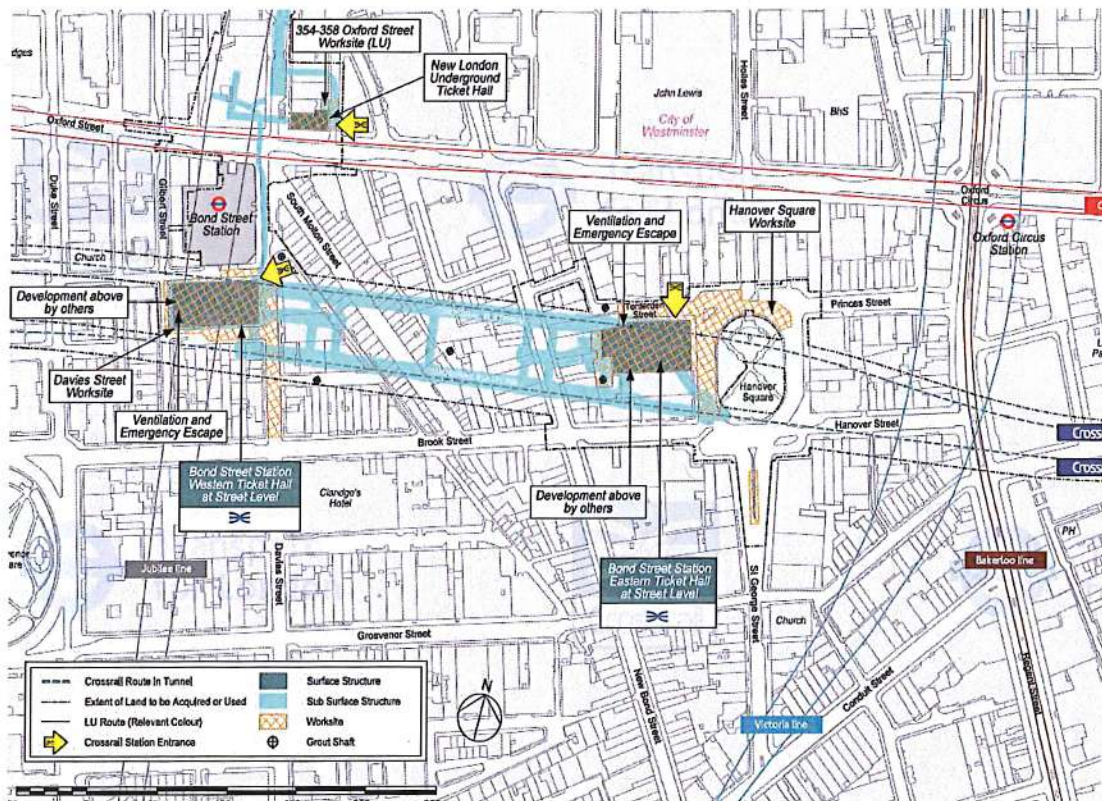 354-358 Oxford Street
Worksite (LU)
New London
Underground
Ticket Hall
Holles Street
John Lewis
City of
Westminster
BhS
Oxford Street
Duke Street
Gilbert Street
Bond Street
Station
South Molton Street
Ventilation and
Emergency Escape
Hanover Square
Worksite
Oxford
Circus
Oxford Circus
Station
Church
Development above
by others
Princes Street
Street
Davies Street
Worksite
Hanover
Square
Ventilation and
Emergency Escape
Hanover Street
Brook Street
Cross
Cross
Bond Street Station
Western Ticket Hall
at Street Level
Claridge's
Hotel
Development above
by others
PH
Jubilee line
Davies Street
Bond Street Station
Eastern Ticket Hall
at Street Level
St George Street
Bakerloo line
Church
Grosvenor Street
New Bond Street
Conduit Street
Regent Street
Victoria line
Crossrail Route In Tunnel
Extent of Land to be Acquired or Used
LU Route (Relevant Colour)
Crossrail Station Entrance
Surface Structure
Sub Surface Structure
Worksite
Grout Shaft
N